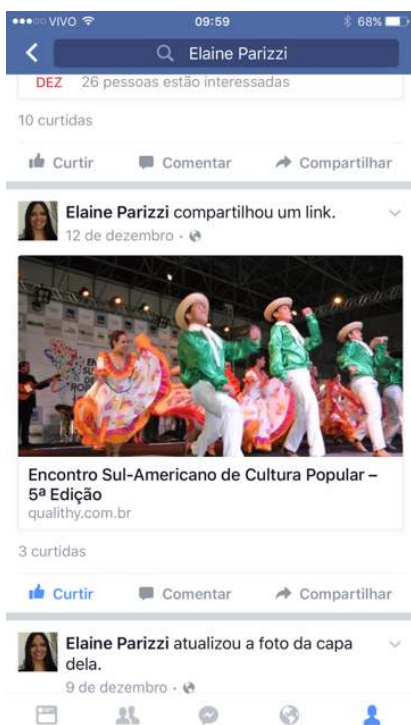 VIVO 09:59 68%
Elaine Parizzi
DEZ 26 pessoas estão interessadas
10 curtidas
Curtir Comentar Compartilhar
Elaine Parizzi compartilhou um link.
12 de dezembro ·
Encontro Sul-Americano de Cultura Popular –
5ª Edição
qualithy.com.br
3 curtidas
Curtir Comentar Compartilhar
Elaine Parizzi atualizou a foto da capa
dela.
9 de dezembro ·